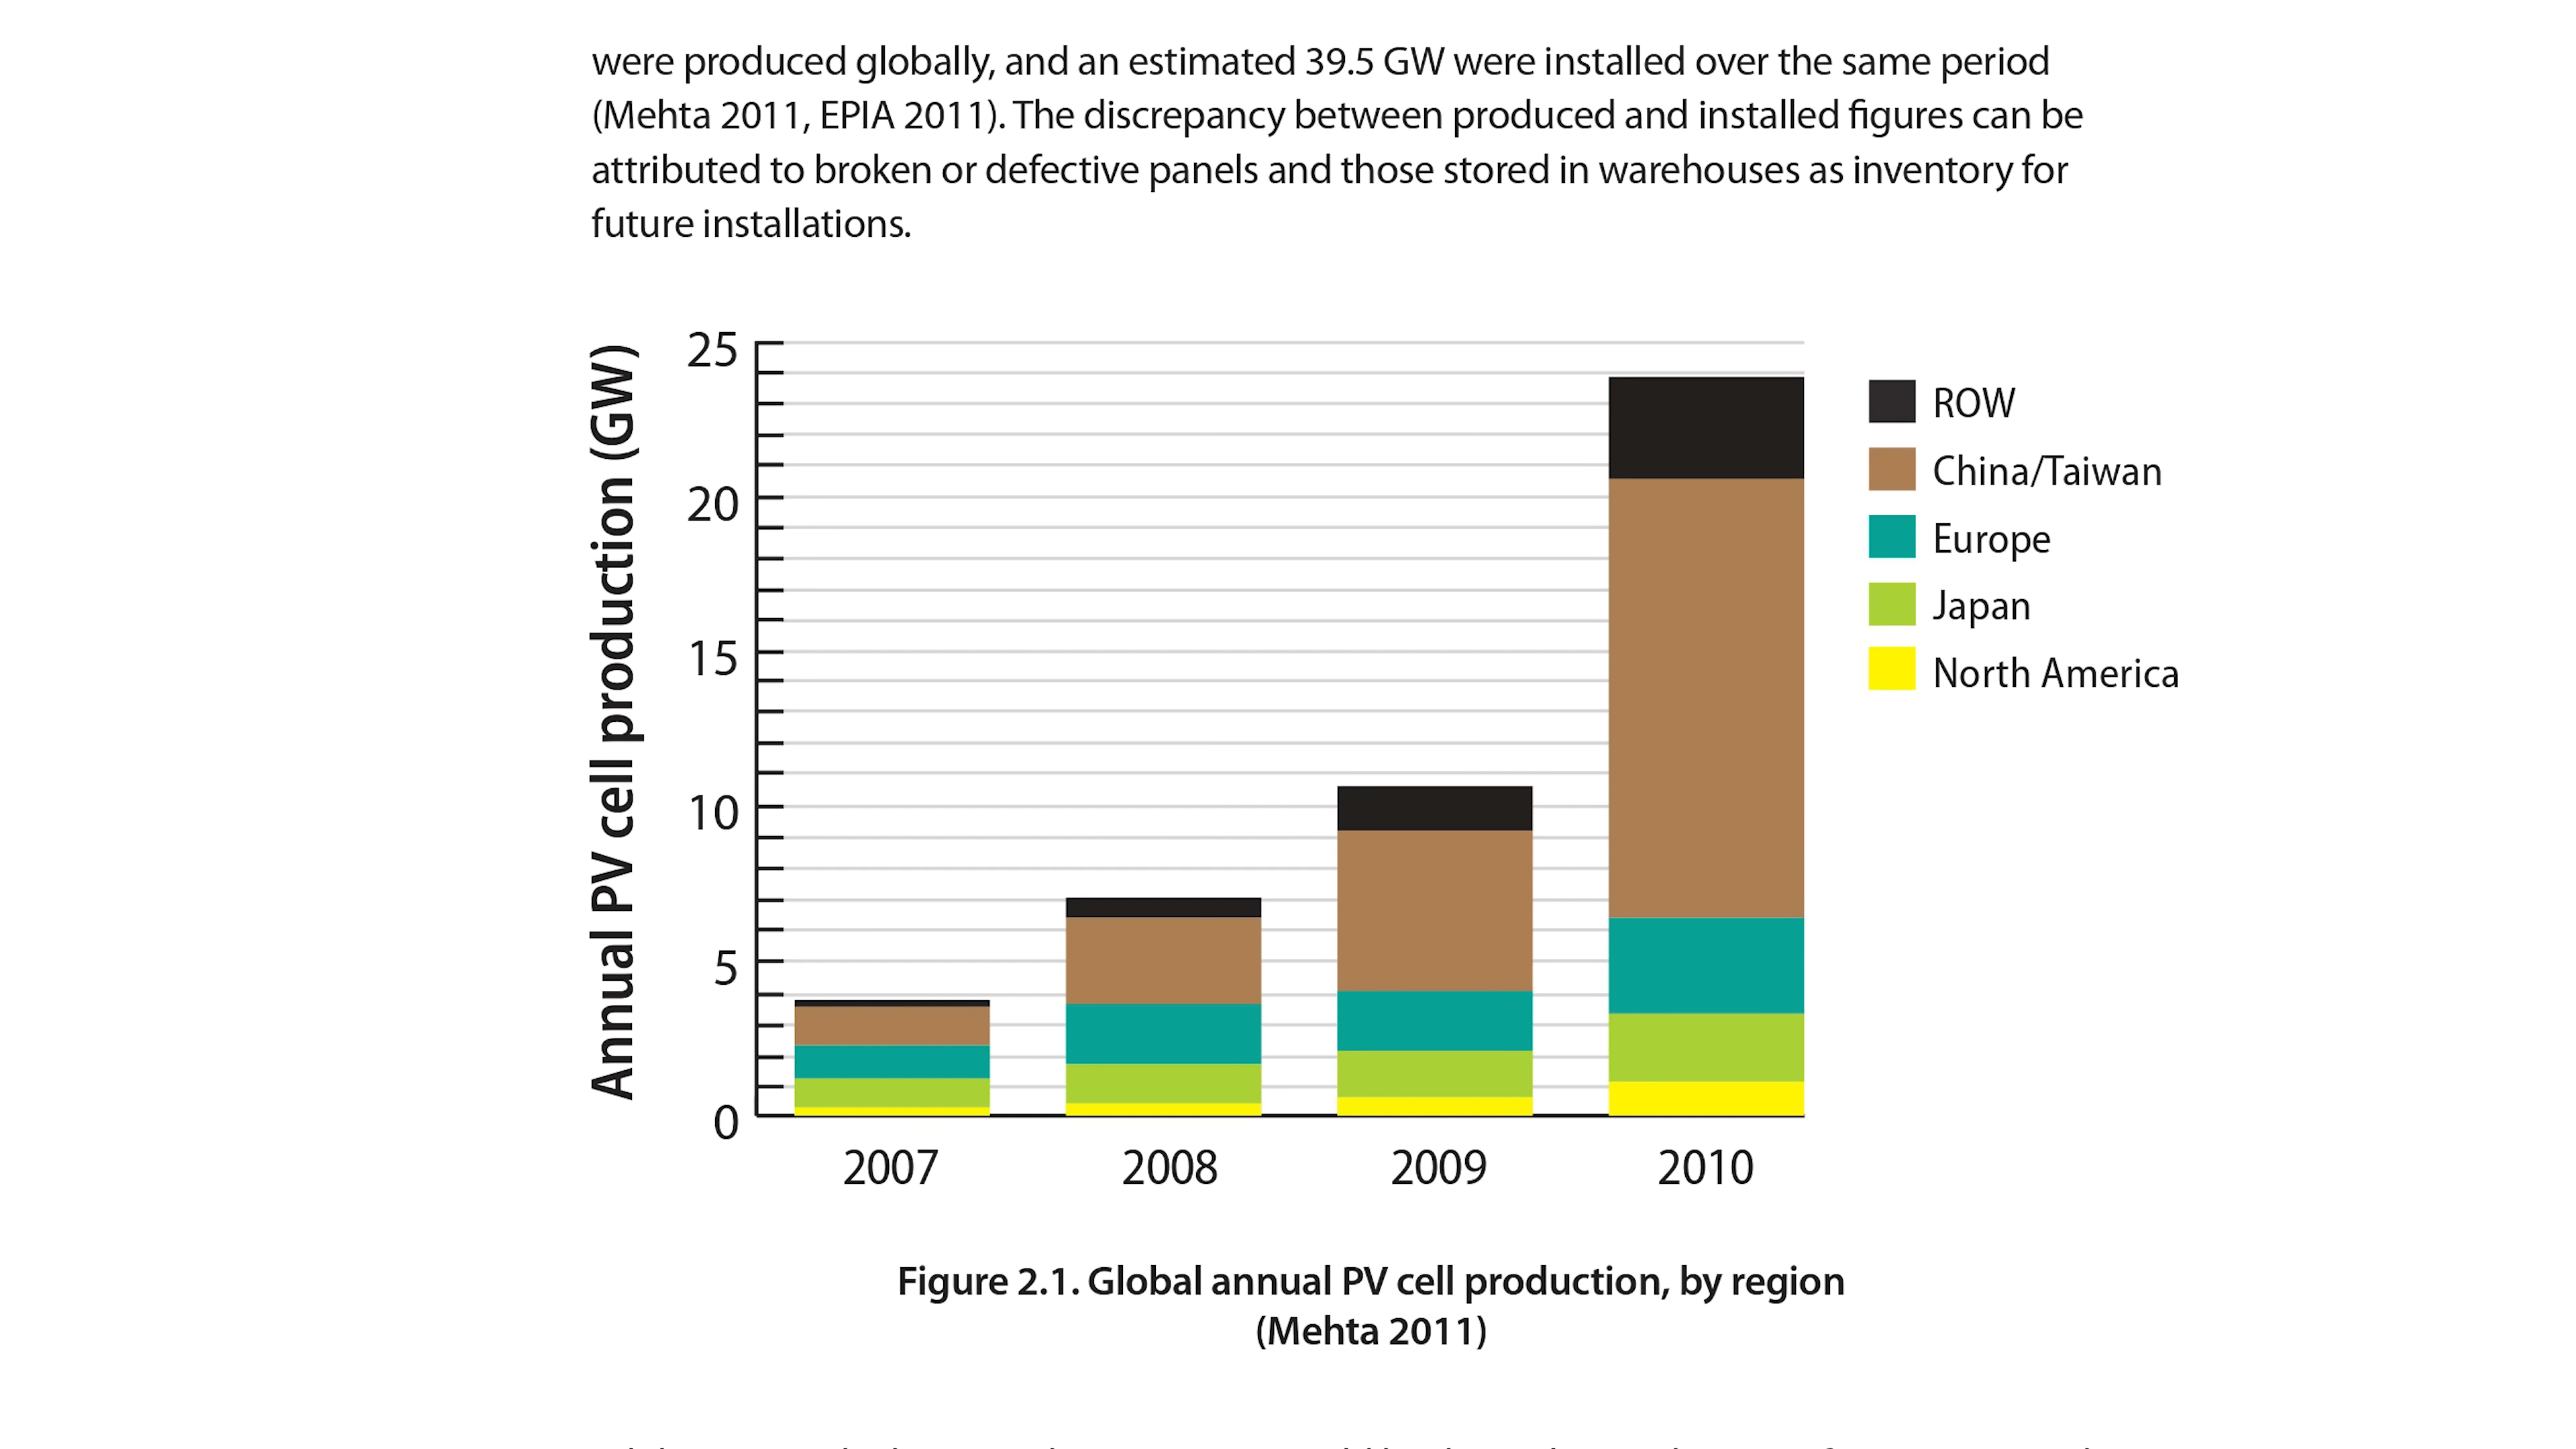 were produced globally, and an estimated 39.5 GW were installed over the same period
(Mehta 2011, EPIA 2011). The discrepancy between produced and installed figures can be
attributed to broken or defective panels and those stored in warehouses as inventory for
future installations.
Annual PV cell production (GW)
25
20
15
10
5
0
2007
2008
2009
2010
ROW
China/Taiwan
Europe
Japan
North America
Figure 2.1. Global annual PV cell production, by region
(Mehta 2011)